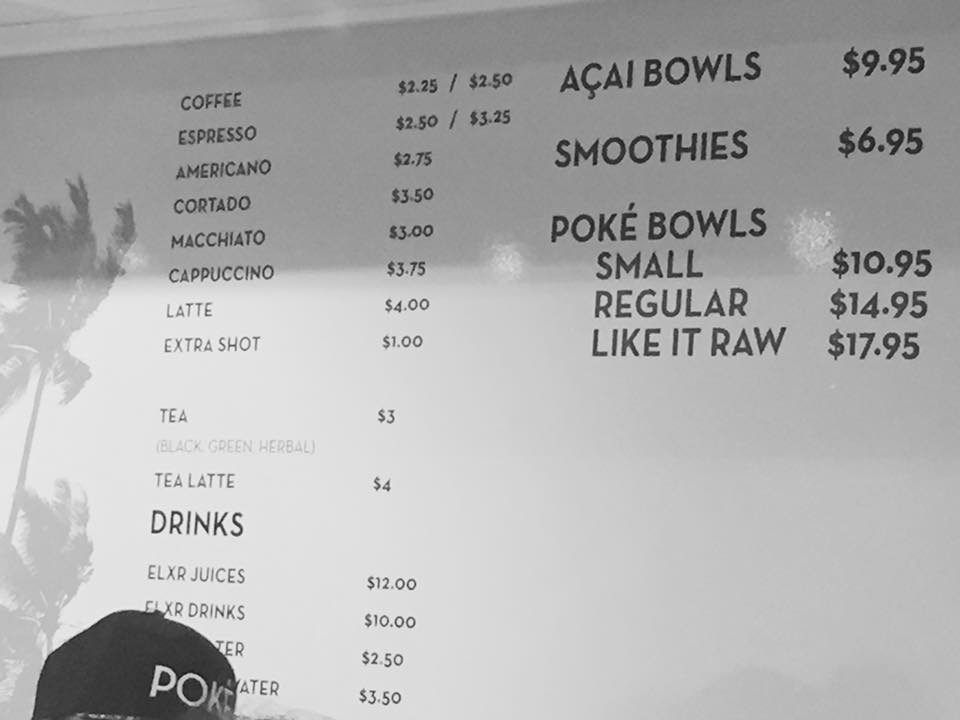 COFFEE $2.25 / $2.50
ESPRESSO $2.50 / $3.25
AMERICANO $2.75
CORTADO $3.50
MACCHIATO $3.00
CAPPUCCINO $3.75
LATTE $4.00
EXTRA SHOT $1.00
TEA $3
(BLACK, GREEN, HERBAL)
TEA LATTE $4
DRINKS
ELXR JUICES $12.00
ELXR DRINKS $10.00
$2.50
$3.50
AÇAI BOWLS $9.95
SMOOTHIES $6.95
POKÉ BOWLS
SMALL $10.95
REGULAR $14.95
LIKE IT RAW $17.95
POKÉ